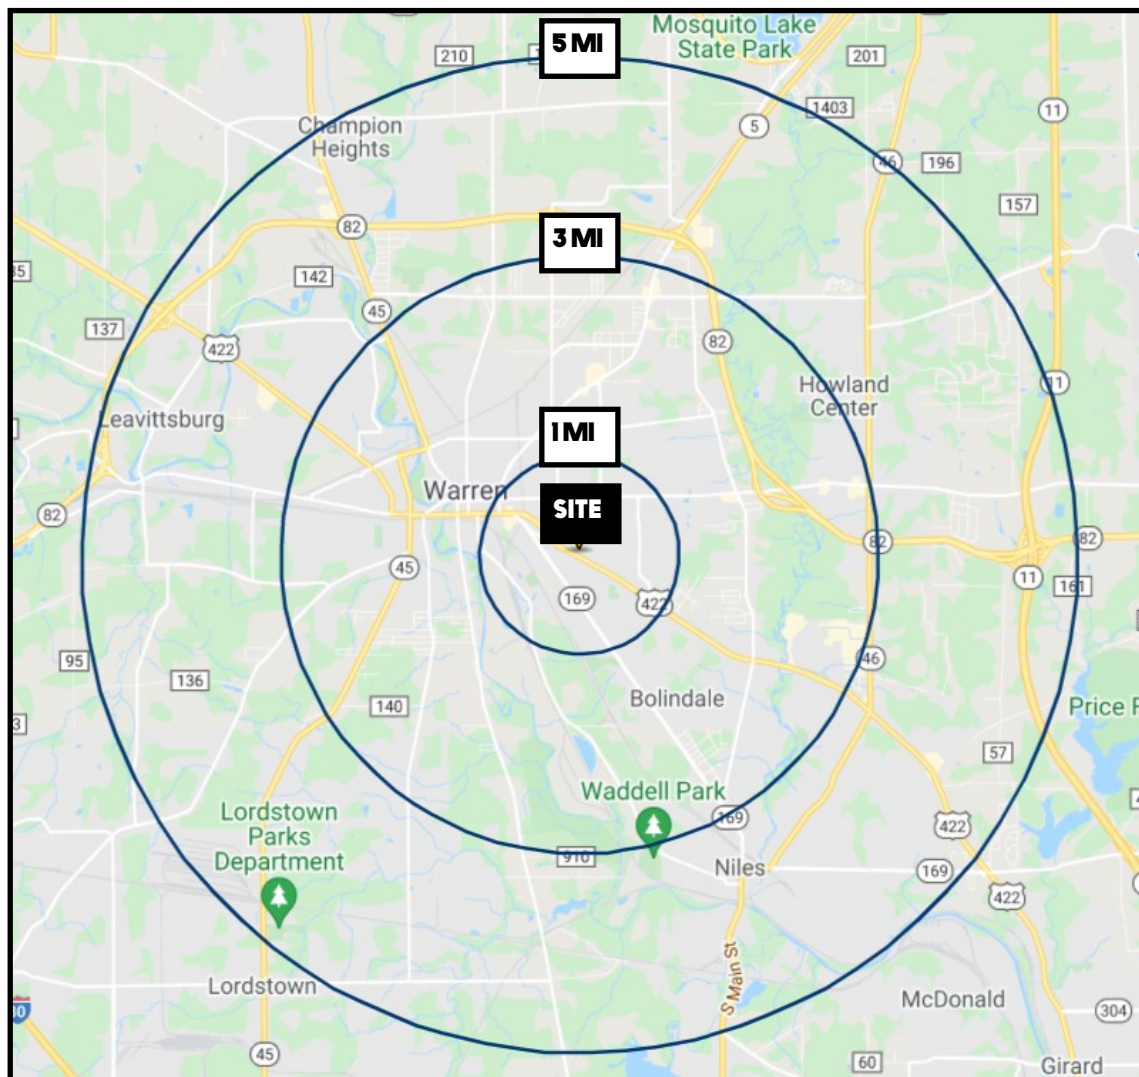 Mosquito Lake
State Park
5 MI
210
201
1403
11
5
Champion
Heights
46
196
157
82
3 MI
142
45
137
422
82
11
Howland
Center
Leavittsburg
1 MI
Warren
SITE
82
82
82
45
11
161
169
422
95
136
46
Bolindale
140
Price F
57
Waddell Park
Lordstown
Parks
Department
169
422
910
Niles
169
422
S Main St
Lordstown
McDonald
304
45
60
Girard